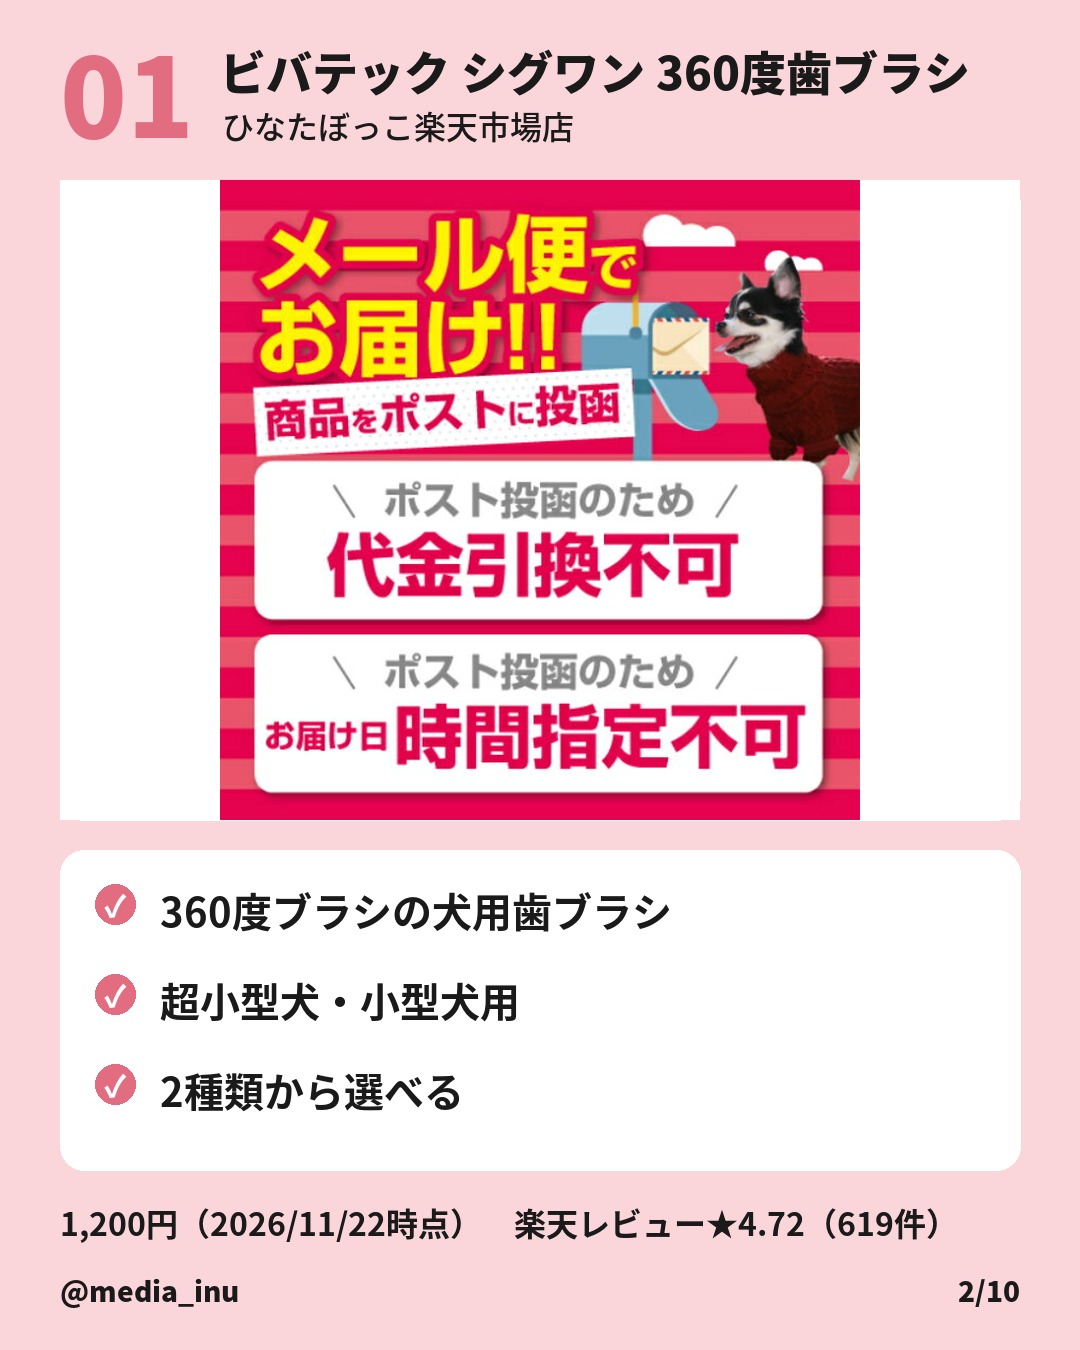 01
ビバテック シグワン 360度歯ブラシ
ひなたぼっこ楽天市場店
メール便で
お届け!!
商品をポストに投函
\ ポスト投函のため /
代金引換不可
\ ポスト投函のため /
お届け日時間指定不可
360度ブラシの犬用歯ブラシ
超小型犬・小型犬用
2種類から選べる
1,200円（2026/11/22時点） 楽天レビュー★4.72（619件）
@media_inu
2/10